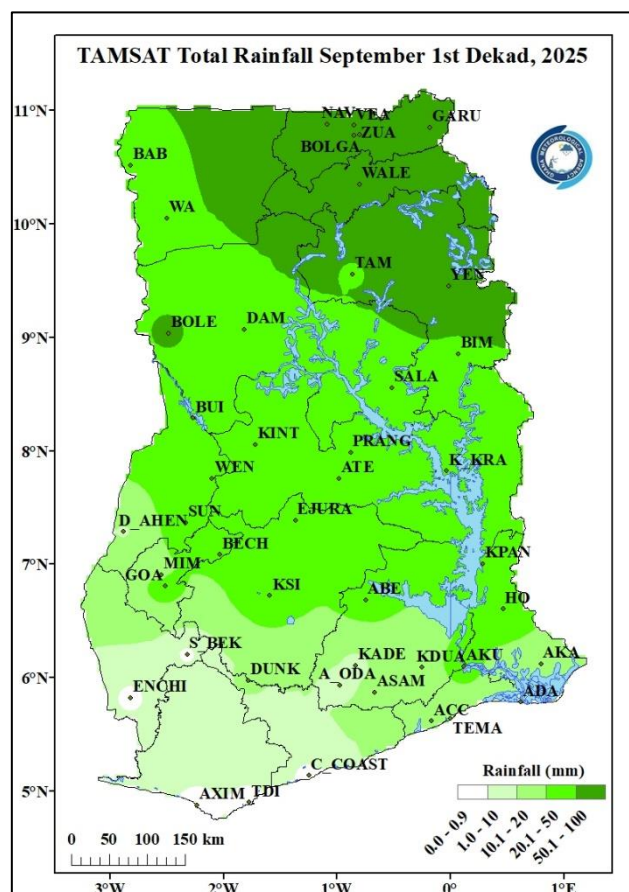 TAMSAT Total Rainfall September 1st Dekad, 2025
11°N
10°N
9°N
8°N
7°N
6°N
5°N
NAV
VEA
GARU
ZUA
BOLGA
BAB
WALE
WA
TAM
YEN
BOLE
DAM
BIM
SALA
BUI
KINT
PRANG
WEN
ATE
K_KRA
SUN
D_AHEN
EJURA
BECH
KPAN
MIM
GOA
KSI
ABE
HO
S_BEK
KADE
KDUA
AKU
AKA
DUNK
A_ODA
ENCHI
ASAM
ADA
ACC
TEMA
C_COAST
AXIM
TDI
Rainfall (mm)
0.0 - 0.9
1.0 - 10
10.1 - 20
20.1 - 50
50.1 - 100
0 50 100 150 km
3°W
2°W
1°W
0°
1°E